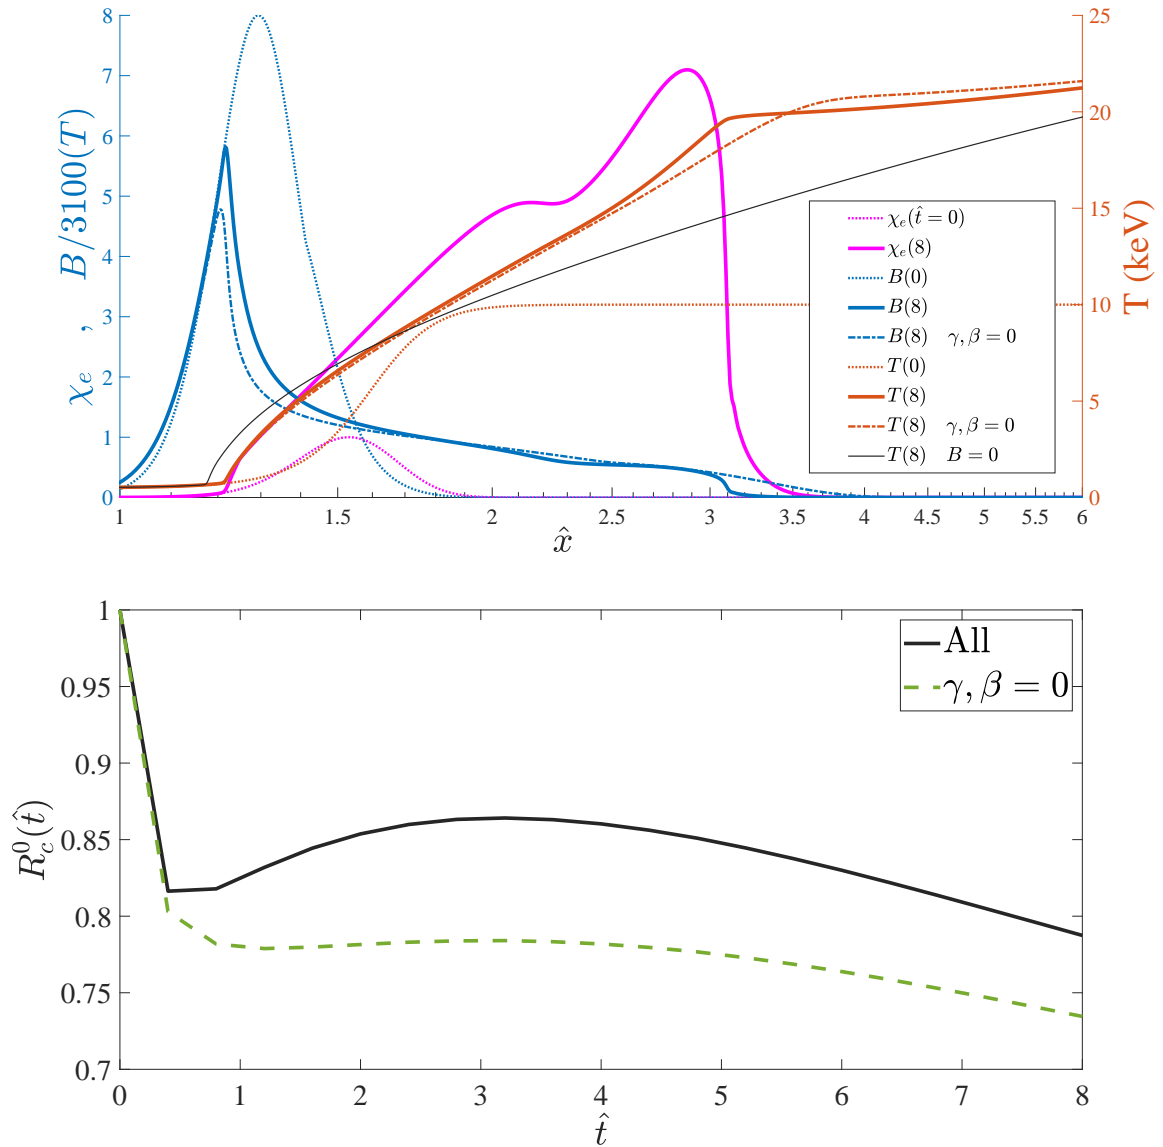 8
7
6
5
4
3
2
1
0
χₑ , B/3100(T)
25
20
15
10
5
0
T (keV)
χₑ(t̂ = 0)
χₑ(8)
B(0)
B(8)
B(8) γ, β = 0
T(0)
T(8)
T(8) γ, β = 0
T(8) B = 0
1 1.5 2 2.5 3 3.5 4 4.5 5 5.5 6
x̂
1
0.95
0.9
0.85
0.8
0.75
0.7
R_c^0(t̂)
All
γ, β = 0
0 1 2 3 4 5 6 7 8
t̂